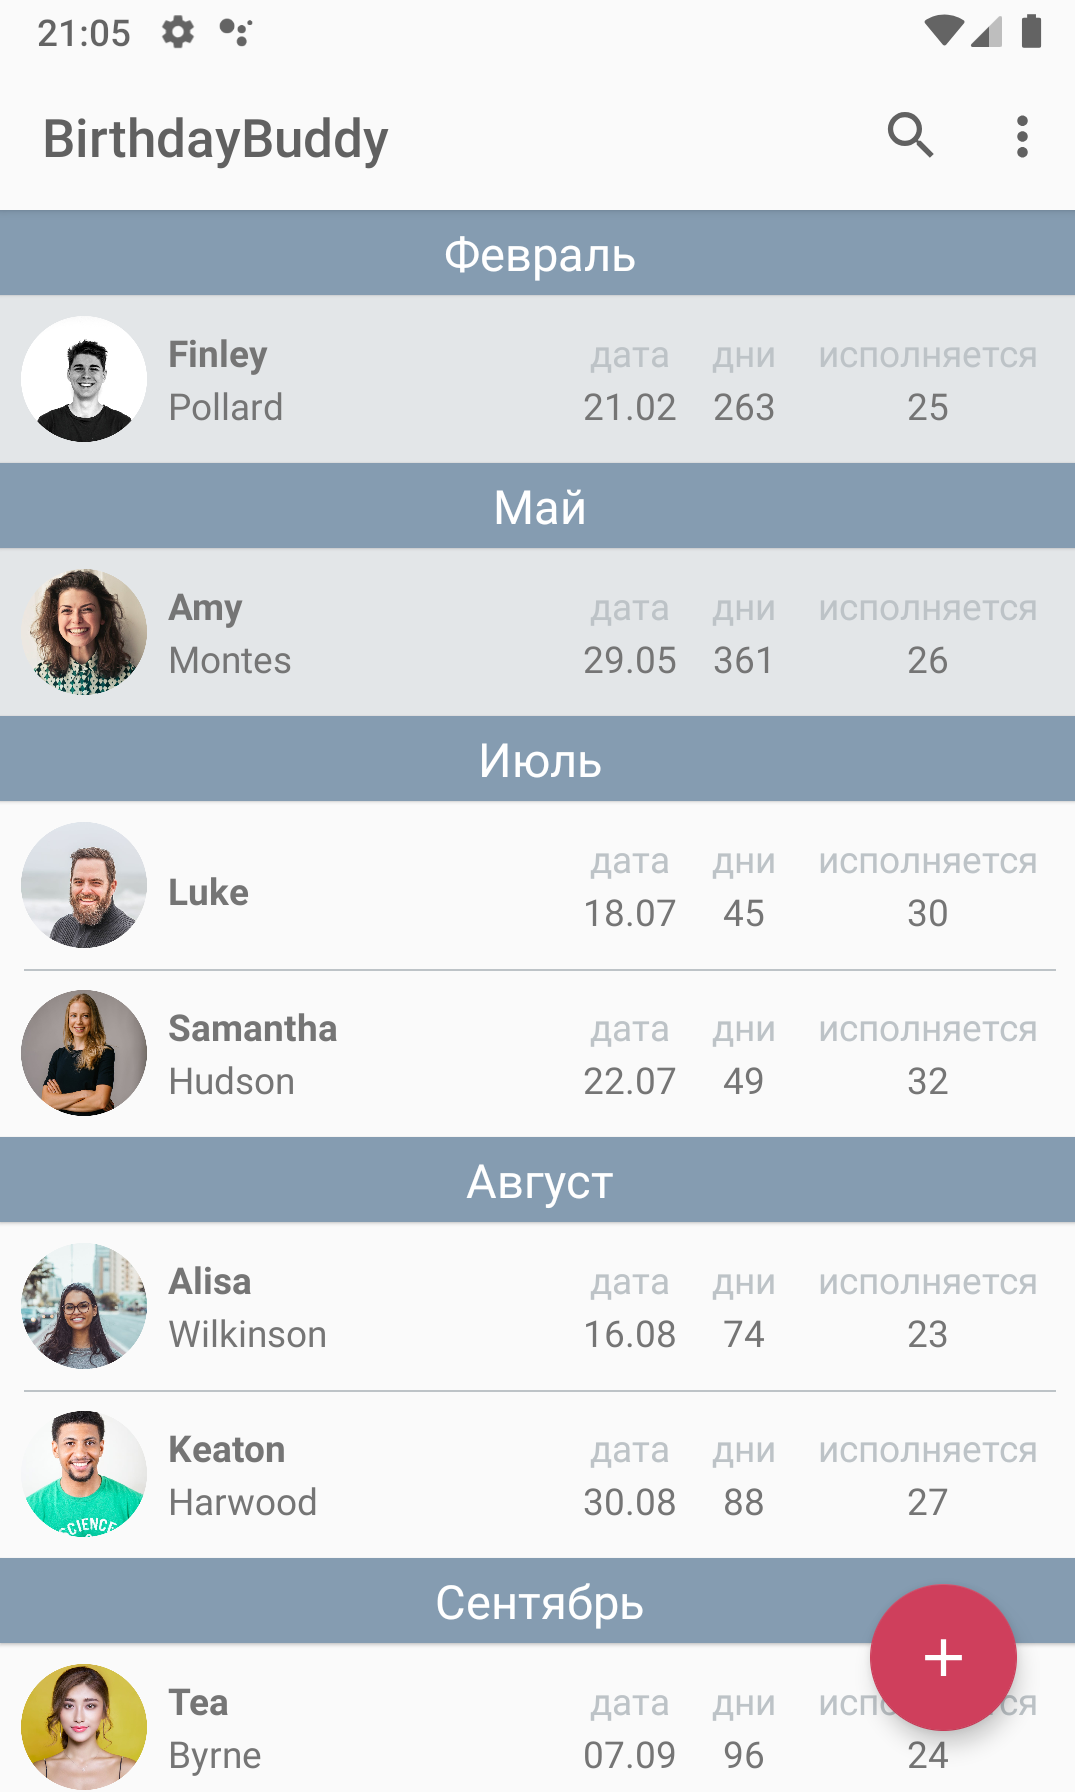 21:05
BirthdayBuddy
Февраль
Finley дата дни исполняется
Pollard 21.02 263 25
Май
Amy дата дни исполняется
Montes 29.05 361 26
Июль
Luke дата дни исполняется
18.07 45 30
Samantha дата дни исполняется
Hudson 22.07 49 32
Август
Alisa дата дни исполняется
Wilkinson 16.08 74 23
Keaton дата дни исполняется
Harwood 30.08 88 27
SCIENCE
Сентябрь
Tea дата дни
Byrne 07.09 96 24